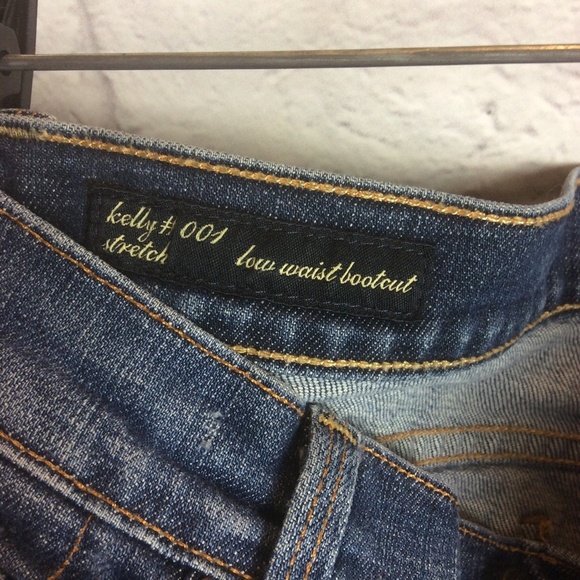 kelly # 001
stretch low waist bootcut